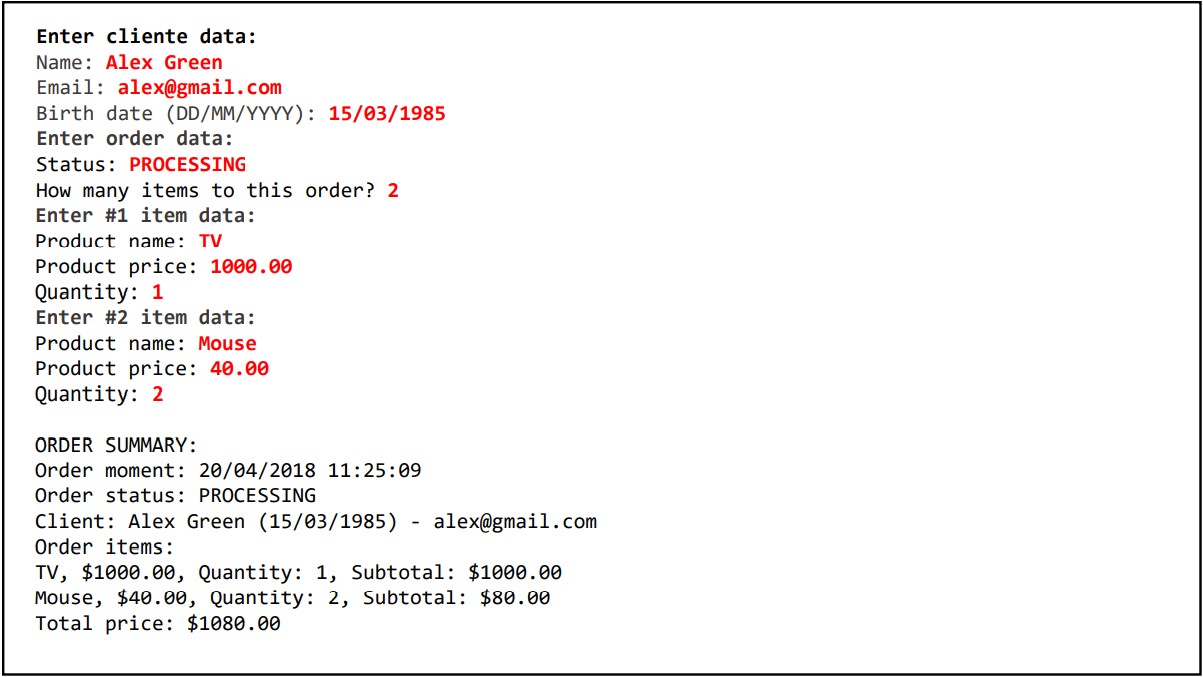 Enter cliente data:
Name: Alex Green
Email: alex@gmail.com
Birth date (DD/MM/YYYY): 15/03/1985
Enter order data:
Status: PROCESSING
How many items to this order? 2
Enter #1 item data:
Product name: TV
Product price: 1000.00
Quantity: 1
Enter #2 item data:
Product name: Mouse
Product price: 40.00
Quantity: 2
ORDER SUMMARY:
Order moment: 20/04/2018 11:25:09
Order status: PROCESSING
Client: Alex Green (15/03/1985) - alex@gmail.com
Order items:
TV, $1000.00, Quantity: 1, Subtotal: $1000.00
Mouse, $40.00, Quantity: 2, Subtotal: $80.00
Total price: $1080.00